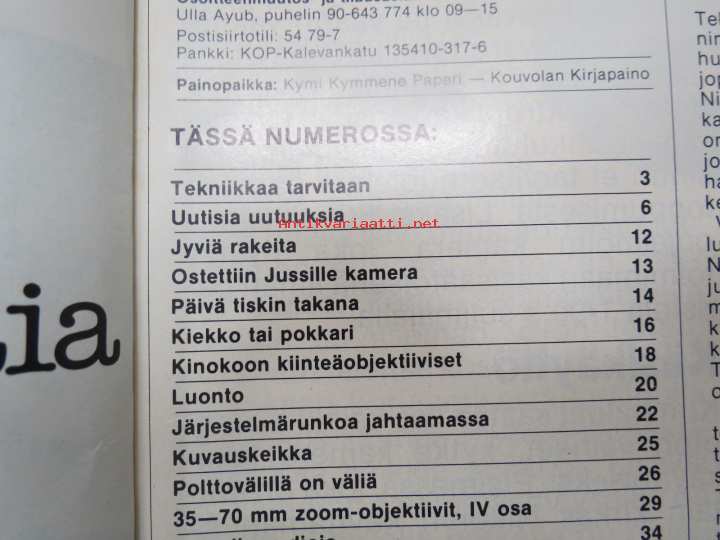 Ulla Ayub, puhelin 90-643 774 klo 09—15
Postisiirtotili: 54 79-7
Pankki: KOP-Kalevankatu 135410-317-6
Painopaikka: Kymi Kymmene Paperi — Kouvolan Kirjapaino
TÄSSÄ NUMEROSSA:
Tekniikkaa tarvitaan 3
Uutisia uutuuksia 6
Antikvariaatti.net
Jyviä rakeita 12
Ostettiin Jussille kamera 13
Päivä tiskin takana 14
Kiekko tai pokkari 16
Kinokoon kiinteäobjektiiviset 18
Luonto 20
Järjestelmärunkoa jahtaamassa 22
Kuvauskeikka 25
Polttovälillä on väliä 26
35—70 mm zoom-objektiivit, IV osa 29
34